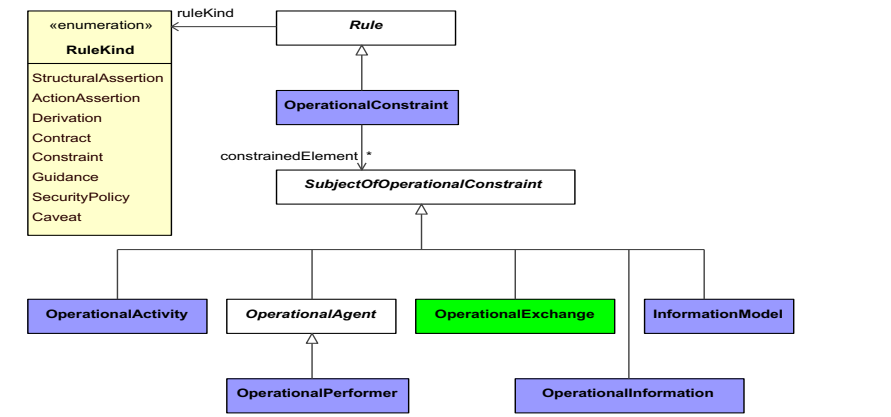 «enumeration»
RuleKind
StructuralAssertion
ActionAssertion
Derivation
Contract
Constraint
Guidance
SecurityPolicy
Caveat
ruleKind
Rule
OperationalConstraint
constrainedElement *
SubjectOfOperationalConstraint
OperationalActivity
OperationalAgent
OperationalExchange
InformationModel
OperationalPerformer
OperationalInformation